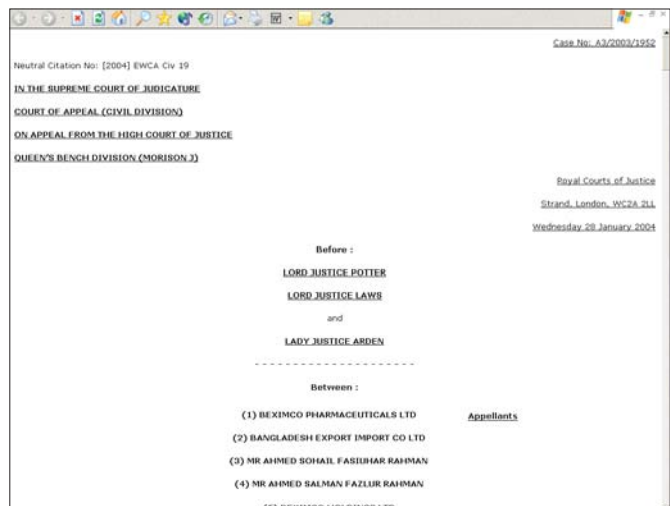 Case No: A3/2003/1952
Neutral Citation No: [2004] EWCA Civ 19
IN THE SUPREME COURT OF JUDICATURE
COURT OF APPEAL (CIVIL DIVISION)
ON APPEAL FROM THE HIGH COURT OF JUSTICE
QUEEN'S BENCH DIVISION (MORISON J)
Royal Courts of Justice
Strand, London, WC2A 2LL
Wednesday 28 January 2004
Before :
LORD JUSTICE POTTER
LORD JUSTICE LAWS
and
LADY JUSTICE ARDEN
- - - - - - - - - - - - - - - - - - - - -
Between :
(1) BEXIMCO PHARMACEUTICALS LTD Appellants
(2) BANGLADESH EXPORT IMPORT CO LTD
(3) MR AHMED SOHAIL FASIUHAR RAHMAN
(4) MR AHMED SALMAN FAZLUR RAHMAN